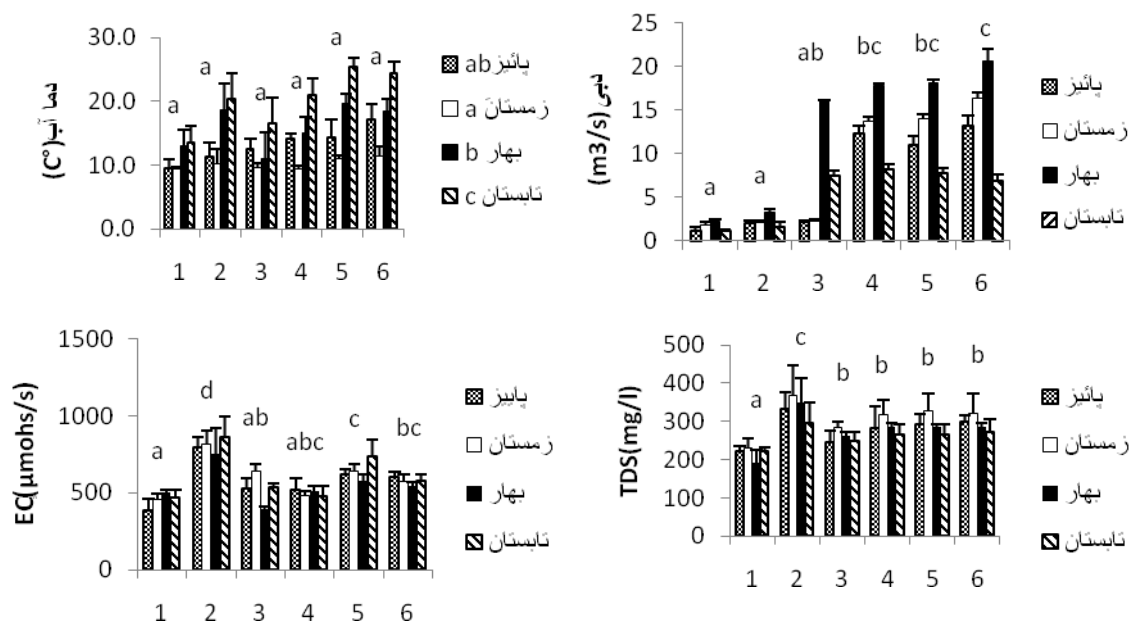 دما آب (C°)
30.0
20.0
10.0
0.0
a a a a a a
1 2 3 4 5 6
پائیز ab
زمستان a
بهار b
تابستان c
دبی (m3/s)
25
20
15
10
5
0
a a ab bc bc c
1 2 3 4 5 6
پائیز
زمستان
بهار
تابستان
EC(µmohs/s)
1500
1000
500
0
a d ab abc c bc
1 2 3 4 5 6
پاییز
زمستان
بهار
تابستان
TDS(mg/l)
500
400
300
200
100
0
a c b b b b
1 2 3 4 5 6
پائیز
زمستان
بهار
تابستان